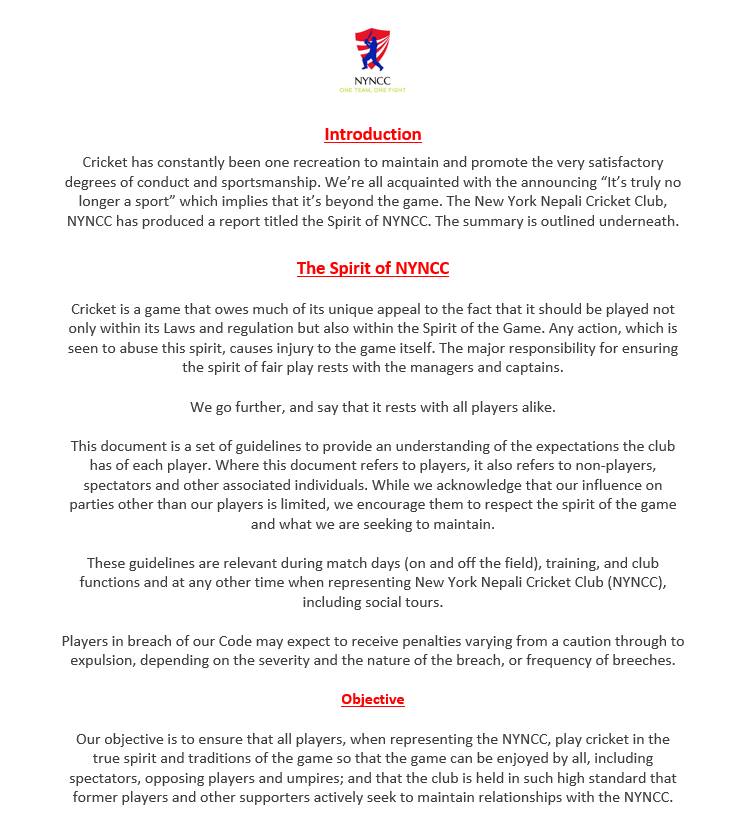 NYNCC
ONE TEAM, ONE FIGHT
Introduction
Cricket has constantly been one recreation to maintain and promote the very satisfactory
degrees of conduct and sportsmanship. We’re all acquainted with the announcing “It’s truly no
longer a sport” which implies that it’s beyond the game. The New York Nepali Cricket Club,
NYNCC has produced a report titled the Spirit of NYNCC. The summary is outlined underneath.
The Spirit of NYNCC
Cricket is a game that owes much of its unique appeal to the fact that it should be played not
only within its Laws and regulation but also within the Spirit of the Game. Any action, which is
seen to abuse this spirit, causes injury to the game itself. The major responsibility for ensuring
the spirit of fair play rests with the managers and captains.
We go further, and say that it rests with all players alike.
This document is a set of guidelines to provide an understanding of the expectations the club
has of each player. Where this document refers to players, it also refers to non-players,
spectators and other associated individuals. While we acknowledge that our influence on
parties other than our players is limited, we encourage them to respect the spirit of the game
and what we are seeking to maintain.
These guidelines are relevant during match days (on and off the field), training, and club
functions and at any other time when representing New York Nepali Cricket Club (NYNCC),
including social tours.
Players in breach of our Code may expect to receive penalties varying from a caution through to
expulsion, depending on the severity and the nature of the breach, or frequency of breeches.
Objective
Our objective is to ensure that all players, when representing the NYNCC, play cricket in the
true spirit and traditions of the game so that the game can be enjoyed by all, including
spectators, opposing players and umpires; and that the club is held in such high standard that
former players and other supporters actively seek to maintain relationships with the NYNCC.